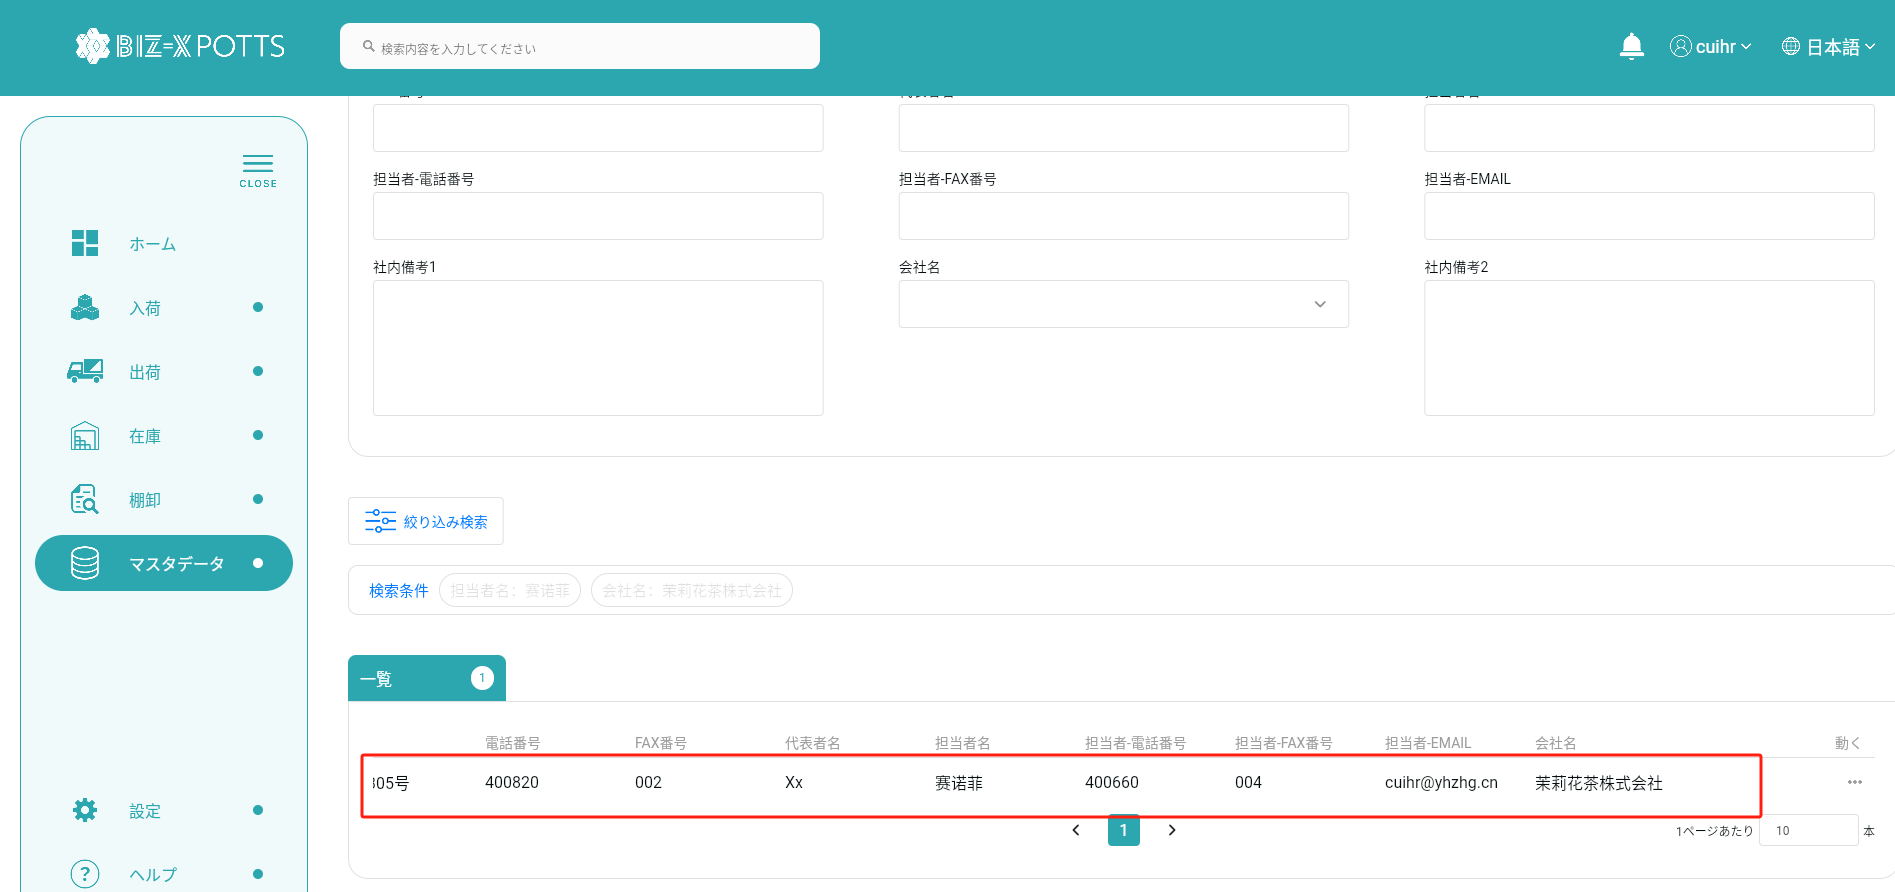 BIZ-X POTTS
検索内容を入力してください
cuihr
日本語
CLOSE
ホーム
入荷
出荷
在庫
棚卸
マスタデータ
設定
ヘルプ
担当者-電話番号
担当者-FAX番号
担当者-EMAIL
社内備考1
会社名
社内備考2
絞り込み検索
検索条件
担当者名: 赛诺菲
会社名: 茉莉花茶株式会社
一覧
1
電話番号 FAX番号 代表者名 担当者名 担当者-電話番号 担当者-FAX番号 担当者-EMAIL 会社名 動く
305号 400820 002 Xx 赛诺菲 400660 004 cuihr@yhzhg.cn 茉莉花茶株式会社
1
1ページあたり 10 本